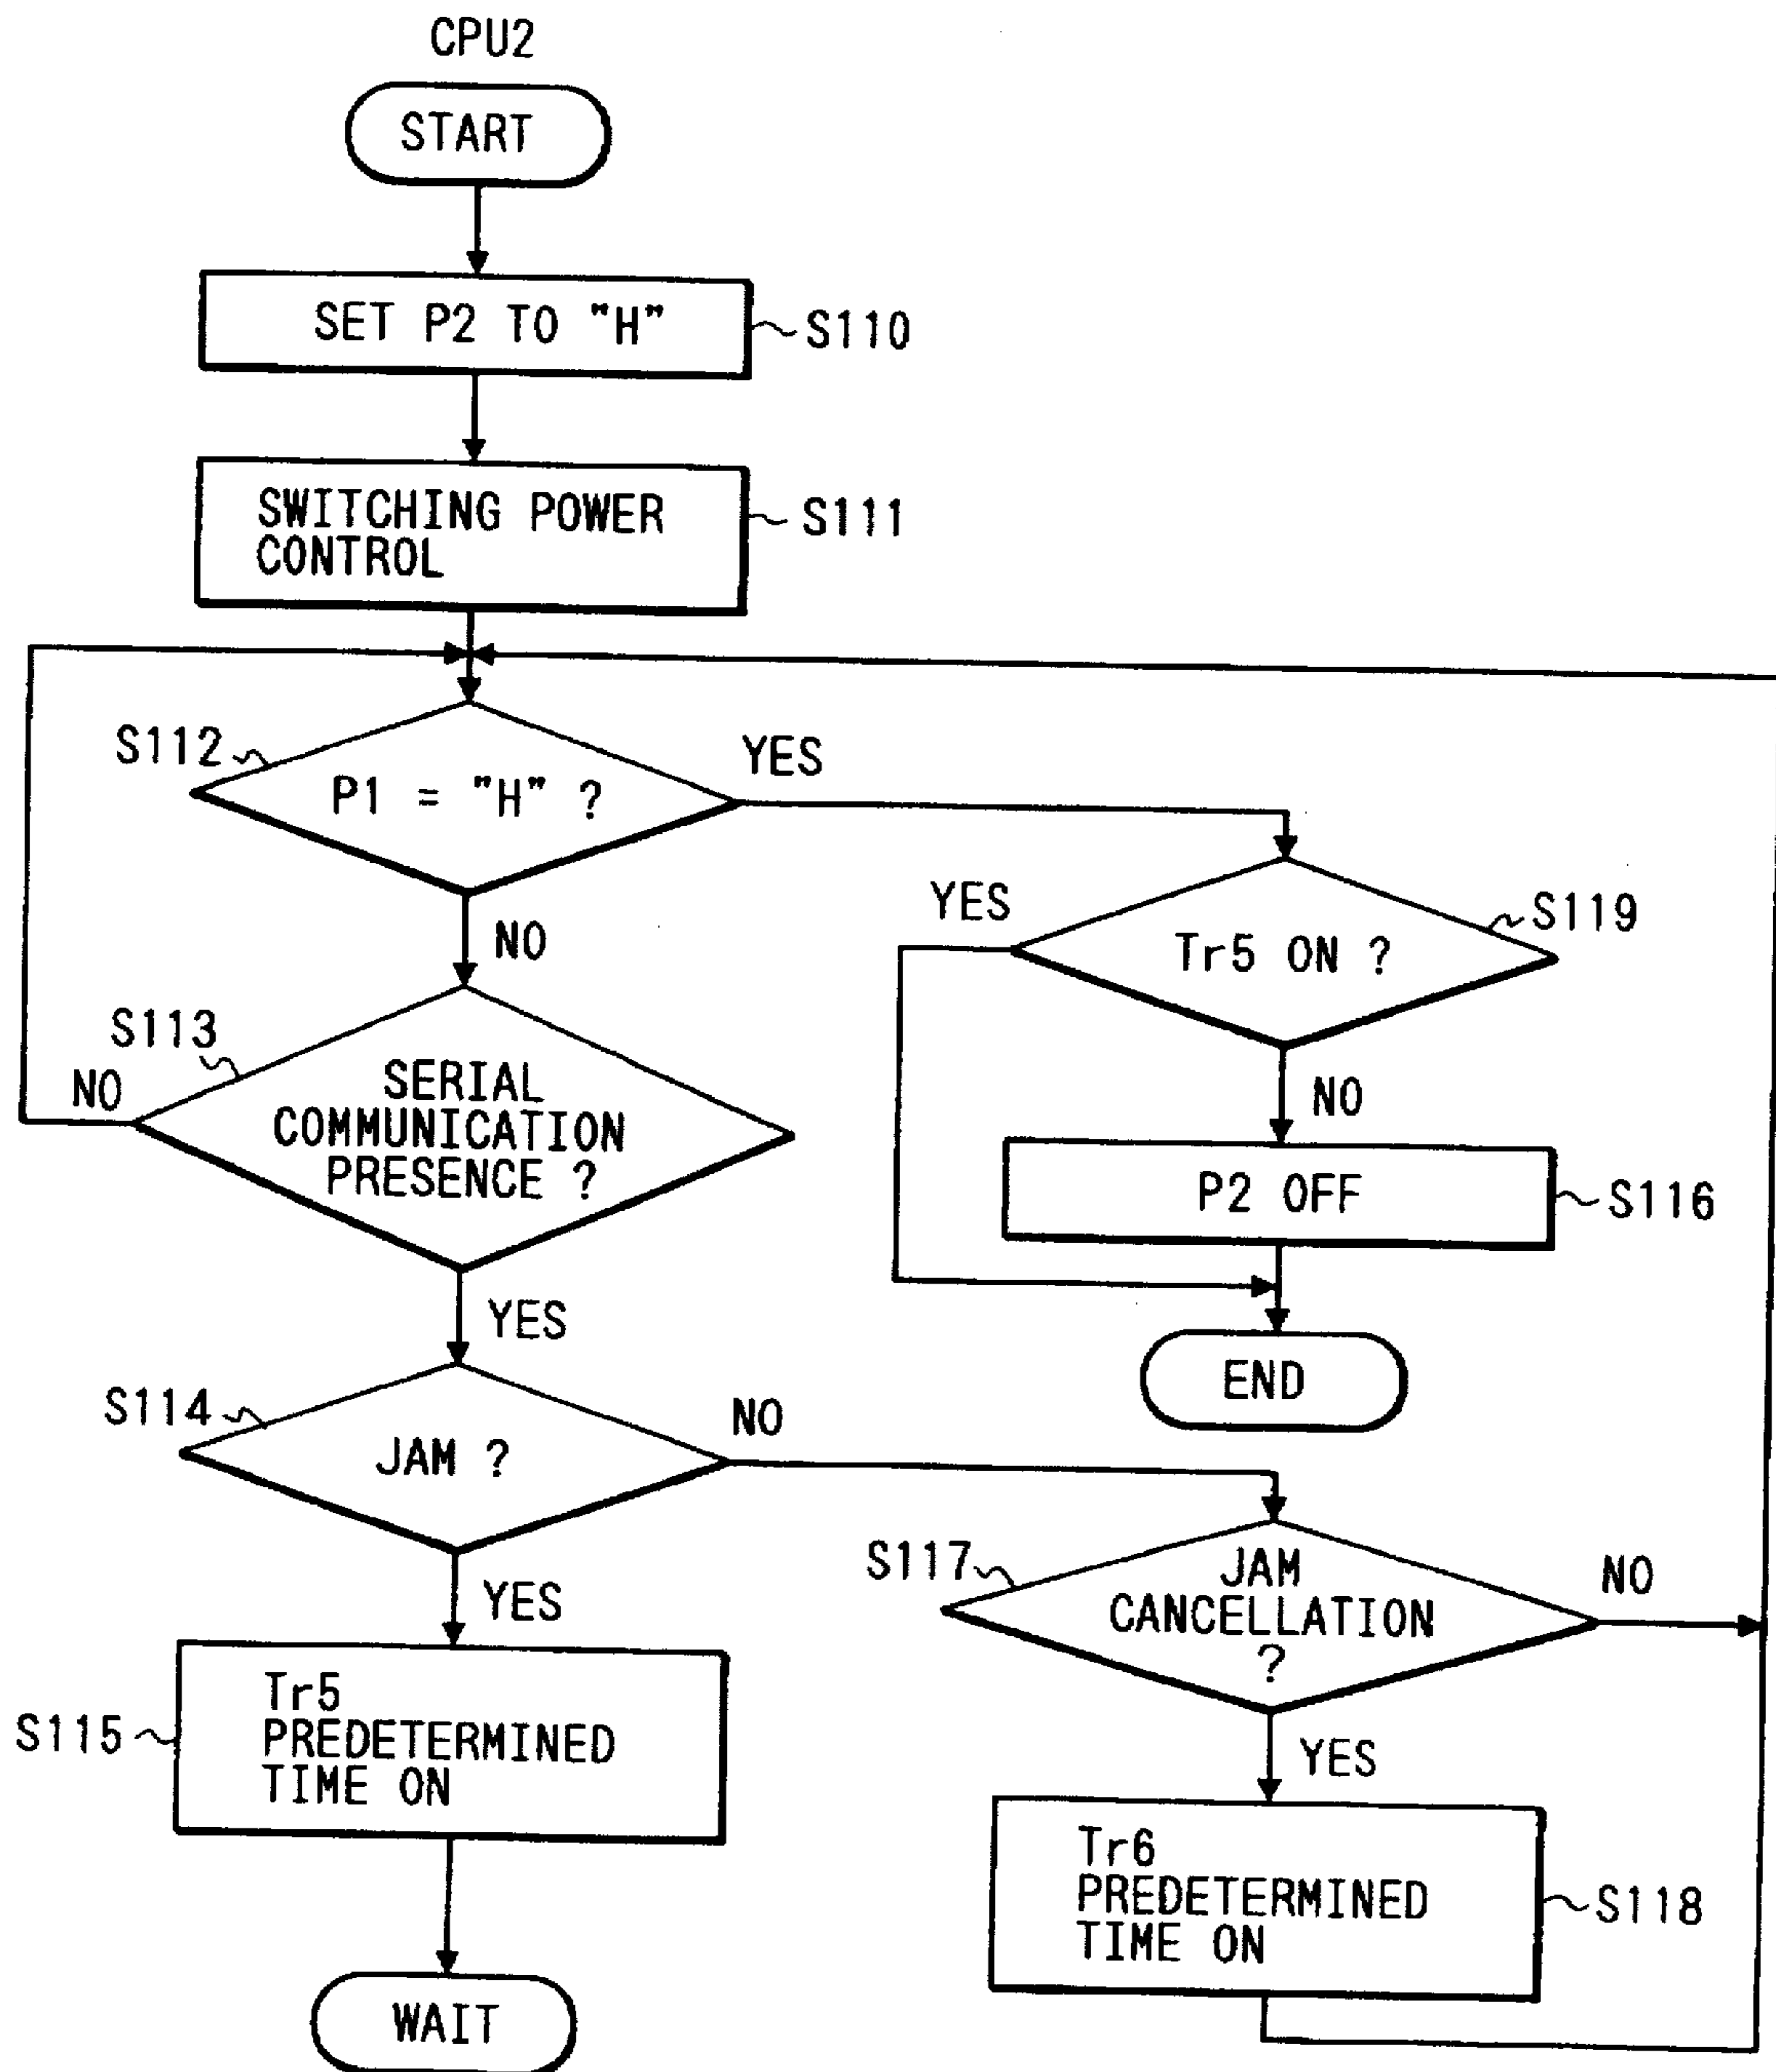 CPU2
START
SET P2 TO "H"
S110
SWITCHING POWER
CONTROL
S111
S112
P1 = "H" ?
YES
NO
YES
Tr5 ON ?
S119
NO
S113
NO
SERIAL
COMMUNICATION
PRESENCE ?
YES
P2 OFF
S116
END
S114
JAM ?
NO
YES
S117
JAM
CANCELLATION
?
NO
YES
S115
Tr5
PREDETERMINED
TIME ON
Tr6
PREDETERMINED
TIME ON
S118
WAIT